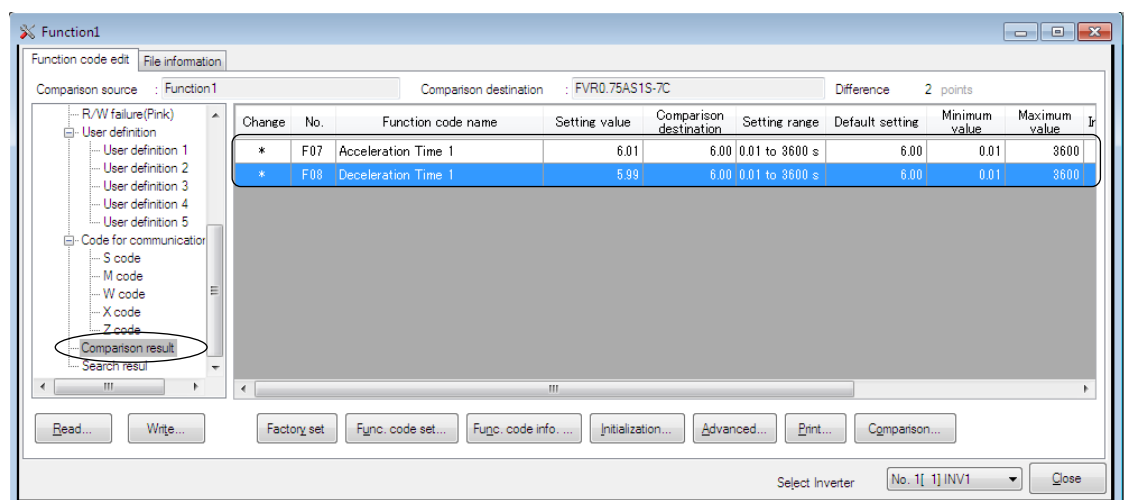 Function1
Function code edit File information
Comparison source : Function1 Comparison destination : FVR0.75AS1S-7C Difference 2 points
R/W failure(Pink)
User definition
User definition 1
User definition 2
User definition 3
User definition 4
User definition 5
Code for communication
S code
M code
W code
X code
Z code
Comparison result
Search resul
Change No. Function code name Setting value Comparison destination Setting range Default setting Minimum value Maximum value
* F07 Acceleration Time 1 6.01 6.00 0.01 to 3600 s 6.00 0.01 3600
* F08 Deceleration Time 1 5.99 6.00 0.01 to 3600 s 6.00 0.01 3600
Read... Write... Factory set Func. code set... Func. code info. ... Initialization... Advanced... Print... Comparison...
Select Inverter No. 1[ 1] INV1 Close